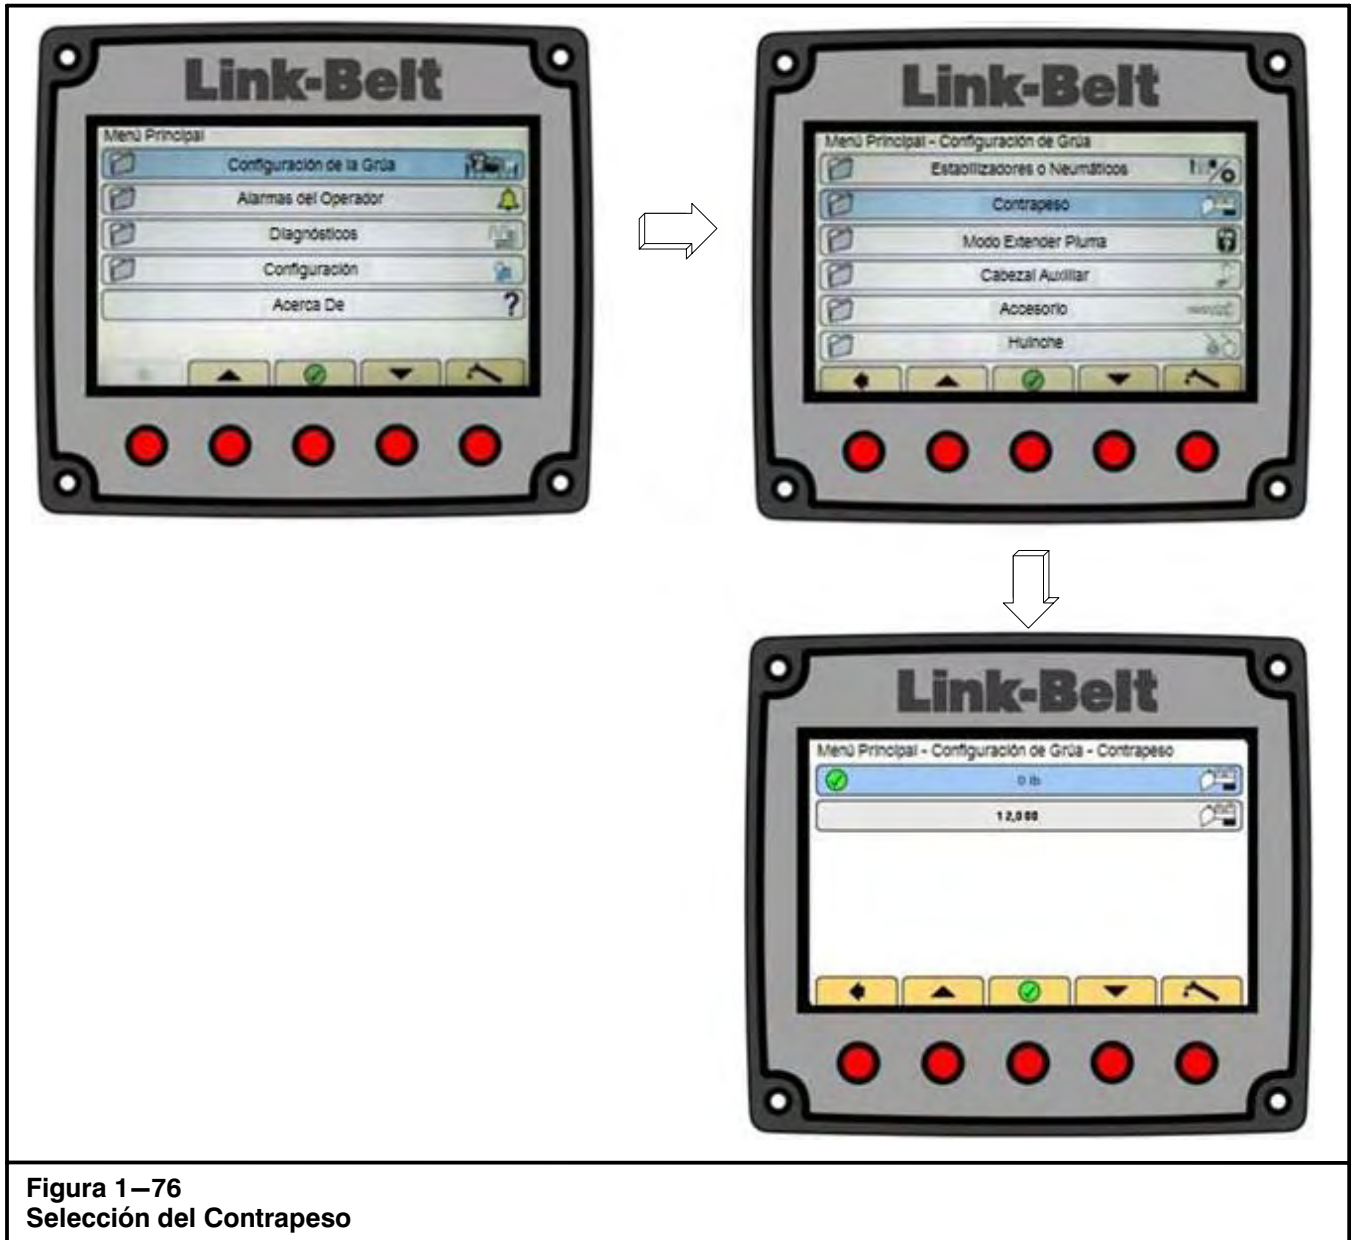 Link-Belt
Menú Principal
Configuración de la Grúa
Alarmas del Operador
Diagnósticos
Configuración
Acerca De
?
Link-Belt
Menú Principal - Configuración de Grúa
Estabilizadores o Neumáticos
Contrapeso
Modo Extender Pluma
Cabezal Auxiliar
Accesorio
Huinche
Link-Belt
Menú Principal - Configuración de Grúa - Contrapeso
0 lb
12,000
Figura 1—76
Selección del Contrapeso